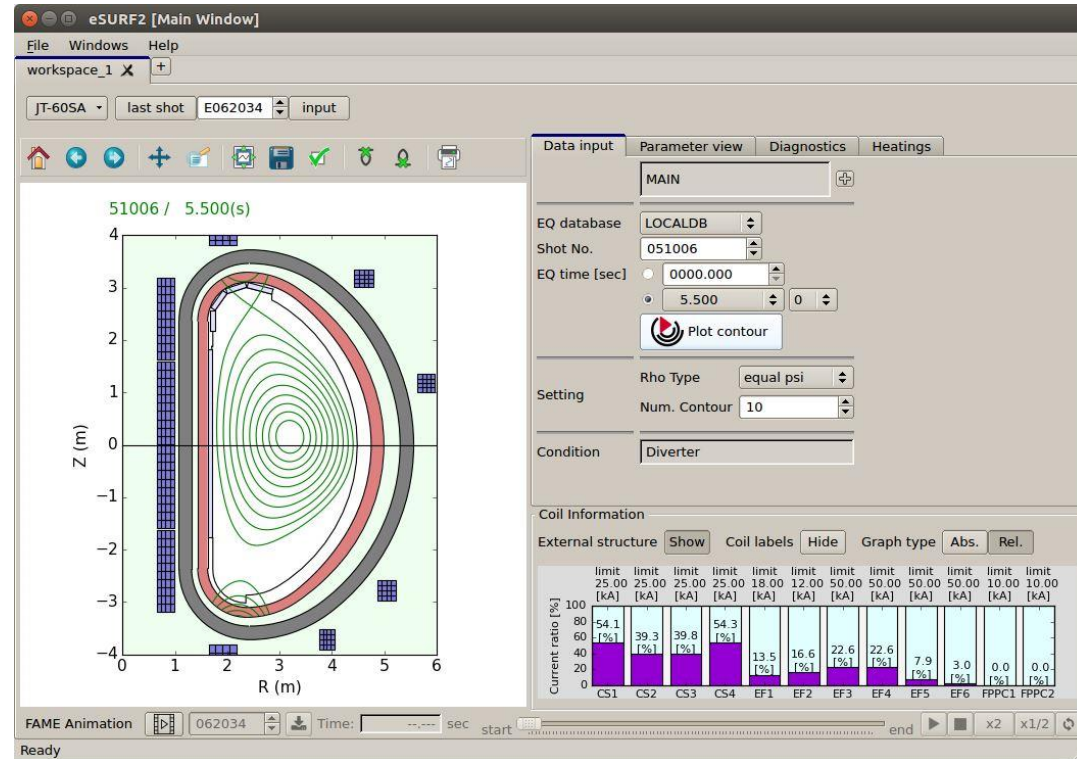 eSURF2 [Main Window]
File Windows Help
workspace_1 X +
JT-60SA last shot E062034 input
Data input Parameter view Diagnostics Heatings
MAIN
51006 / 5.500(s)
EQ database LOCALDB
Shot No. 051006
EQ time [sec] 0000.000
5.500 0
Plot contour
Setting
Rho Type equal psi
Num. Contour 10
Condition Diverter
4
3
2
1
0
−1
−2
−3
−4
Z (m)
0 1 2 3 4 5 6
R (m)
Coil Information
External structure Show Coil labels Hide Graph type Abs. Rel.
limit limit limit limit limit limit limit limit limit limit limit limit
25.00 25.00 25.00 25.00 18.00 12.00 50.00 50.00 50.00 50.00 10.00 10.00
[kA] [kA] [kA] [kA] [kA] [kA] [kA] [kA] [kA] [kA] [kA] [kA]
Current ratio [%]
100
80
60
40
20
0
54.1 39.3 39.8 54.3 13.5 16.6 22.6 22.6 7.9 3.0 0.0 0.0
[%] [%] [%] [%] [%] [%] [%] [%] [%] [%] [%] [%]
CS1 CS2 CS3 CS4 EF1 EF2 EF3 EF4 EF5 EF6 FPPC1 FPPC2
FAME Animation 062034 Time: --.--- sec start end x2 x1/2
Ready